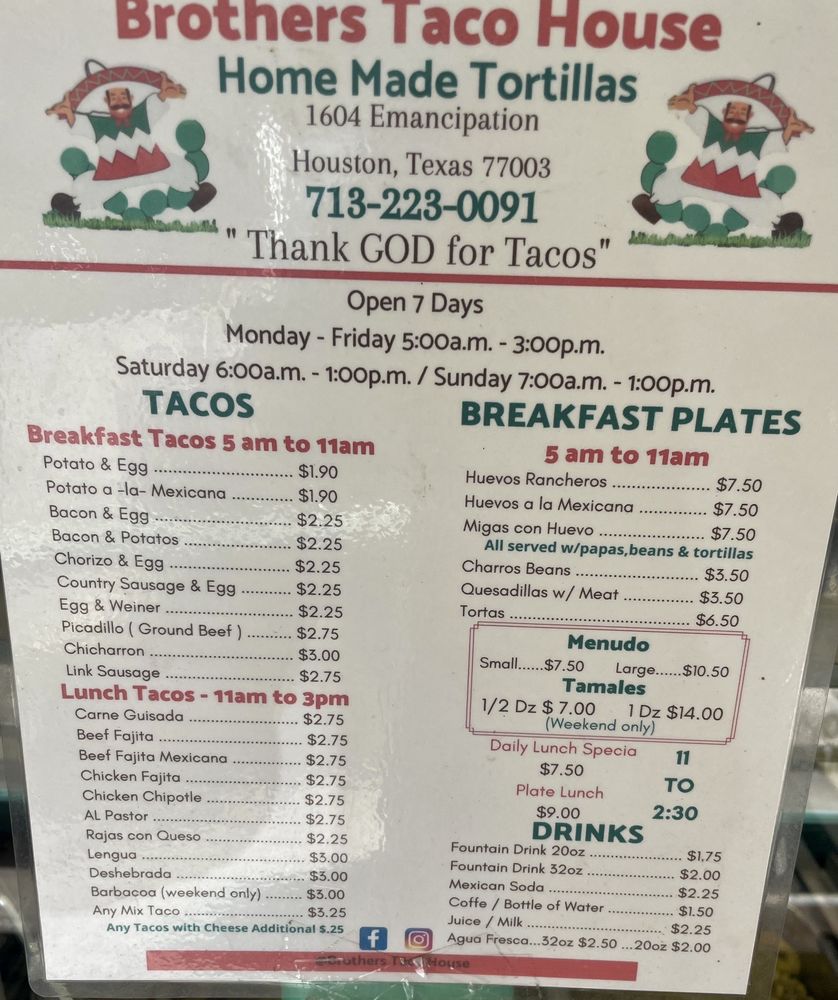 Brothers Taco House
Home Made Tortillas
1604 Emancipation
Houston, Texas 77003
713-223-0091
" Thank GOD for Tacos"
Open 7 Days
Monday - Friday 5:00a.m. - 3:00p.m.
Saturday 6:00a.m. - 1:00p.m. / Sunday 7:00a.m. - 1:00p.m.
TACOS
Breakfast Tacos 5 am to 11am
Potato & Egg ............................ $1.90
Potato a -la- Mexicana ............ $1.90
Bacon & Egg ............................ $2.25
Bacon & Potatos ...................... $2.25
Chorizo & Egg ......................... $2.25
Country Sausage & Egg .......... $2.25
Egg & Weiner .......................... $2.25
Picadillo ( Ground Beef ) ......... $2.75
Chicharron ............................. $3.00
Link Sausage .......................... $2.75
Lunch Tacos - 11am to 3pm
Carne Guisada ...................... $2.75
Beef Fajita ............................. $2.75
Beef Fajita Mexicana ............. $2.75
Chicken Fajita ....................... $2.75
Chicken Chipotle ................... $2.75
AL Pastor .............................. $2.75
Rajas con Queso ................... $2.25
Lengua ................................. $3.00
Deshebrada .......................... $3.00
Barbacoa (weekend only) ........ $3.00
Any Mix Taco ........................ $3.25
Any Tacos with Cheese Additional $.25
BREAKFAST PLATES
5 am to 11am
Huevos Rancheros .................... $7.50
Huevos a la Mexicana .............. $7.50
Migas con Huevo ...................... $7.50
All served w/papas,beans & tortillas
Charros Beans .......................... $3.50
Quesadillas w/ Meat ............... $3.50
Tortas ...................................... $6.50
Menudo
Small......$7.50 Large......$10.50
Tamales
1/2 Dz $ 7.00 1 Dz $14.00
(Weekend only)
Daily Lunch Specia 11
$7.50 TO
Plate Lunch 2:30
$9.00
DRINKS
Fountain Drink 20oz .................... $1.75
Fountain Drink 32oz .................... $2.00
Mexican Soda ............................. $2.25
Coffe / Bottle of Water .............. $1.50
Juice / Milk ................................ $2.25
Agua Fresca...32oz $2.50 ...20oz $2.00
@Brothers Taco House